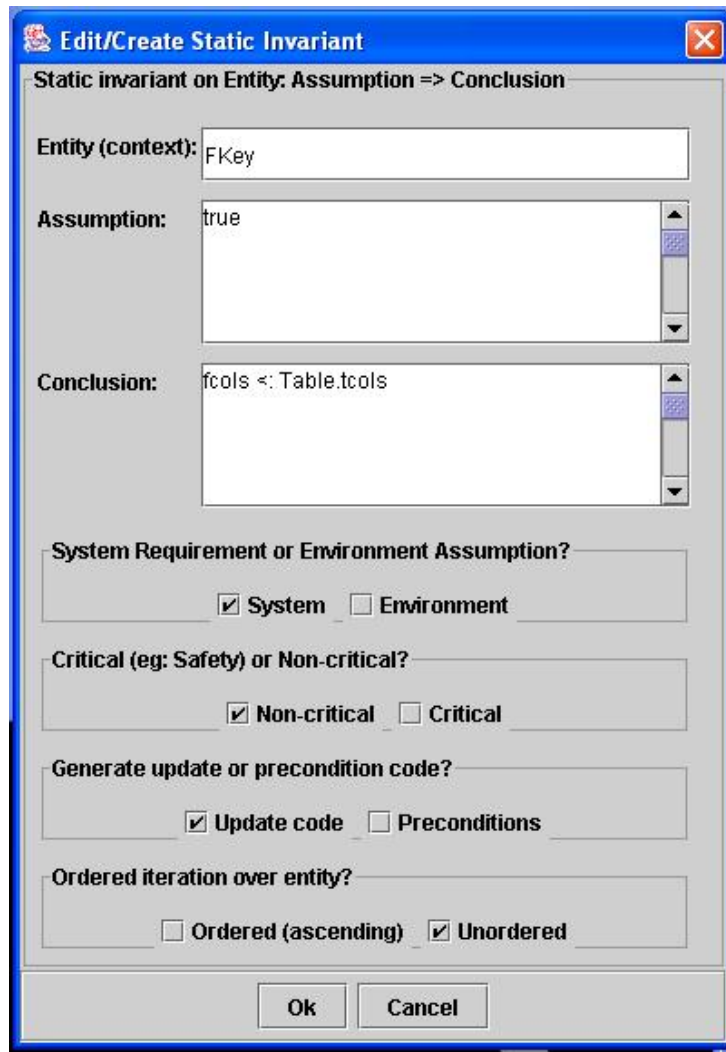 Edit/Create Static Invariant
Static invariant on Entity: Assumption => Conclusion
Entity (context): FKey
Assumption: true
Conclusion: fcols <: Table.tcols
System Requirement or Environment Assumption?
System Environment
Critical (eg: Safety) or Non-critical?
Non-critical Critical
Generate update or precondition code?
Update code Preconditions
Ordered iteration over entity?
Ordered (ascending) Unordered
Ok Cancel